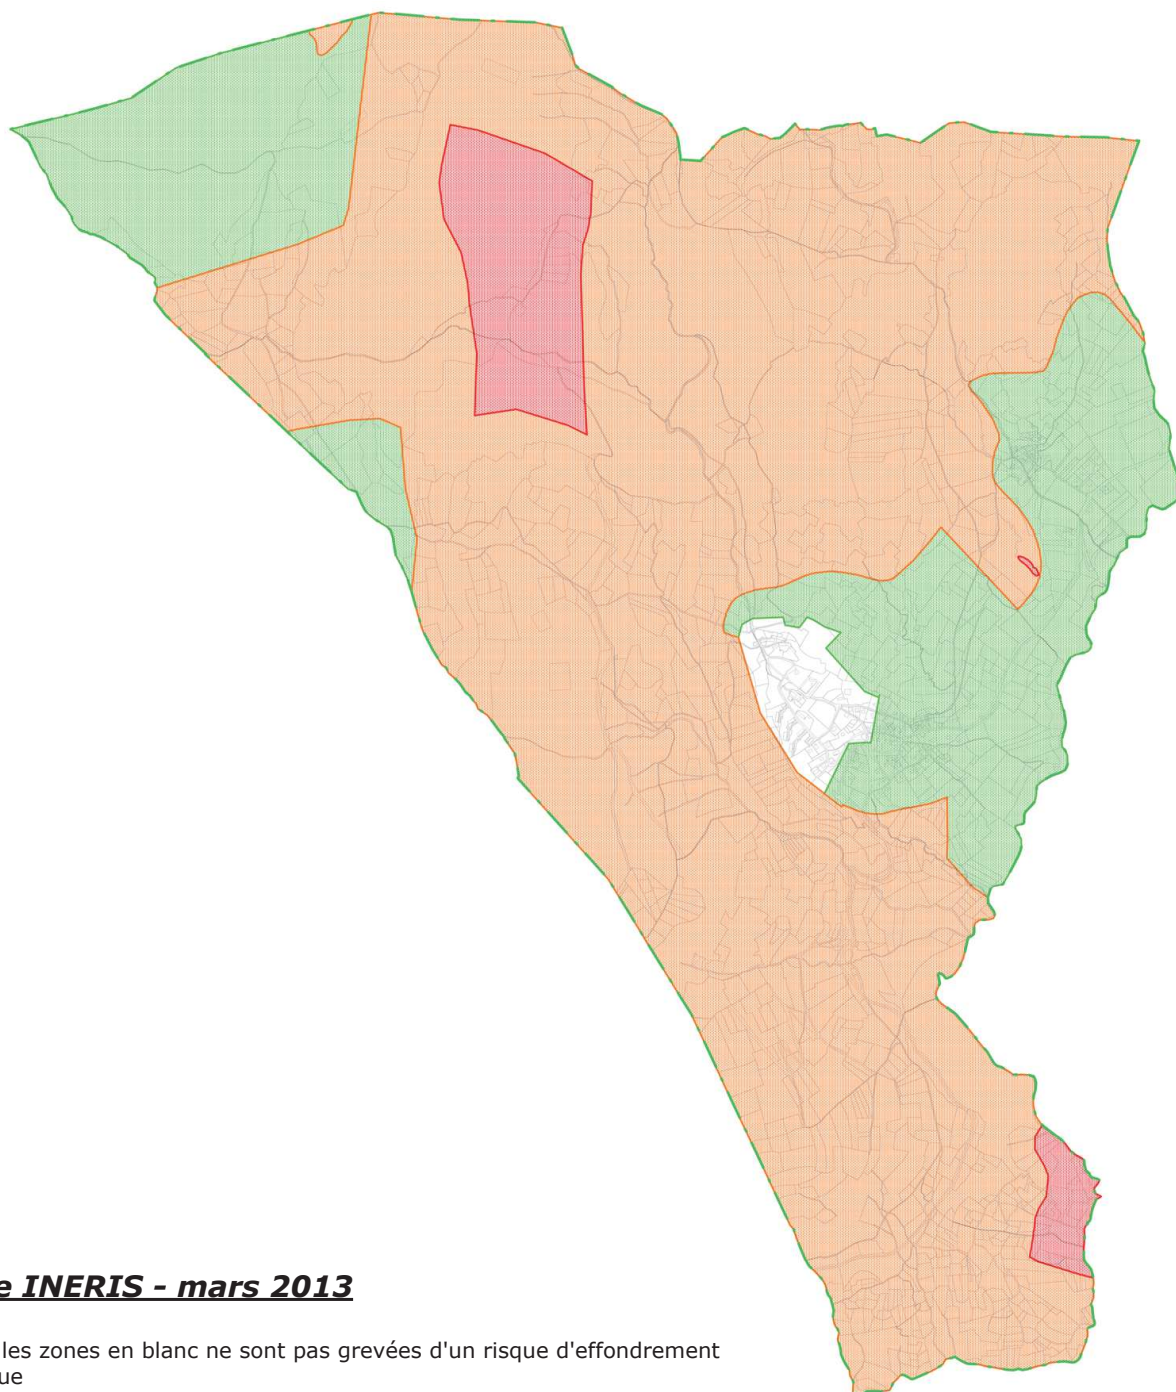 e INERIS - mars 2013
les zones en blanc ne sont pas grevées d'un risque d'effondrement
ue